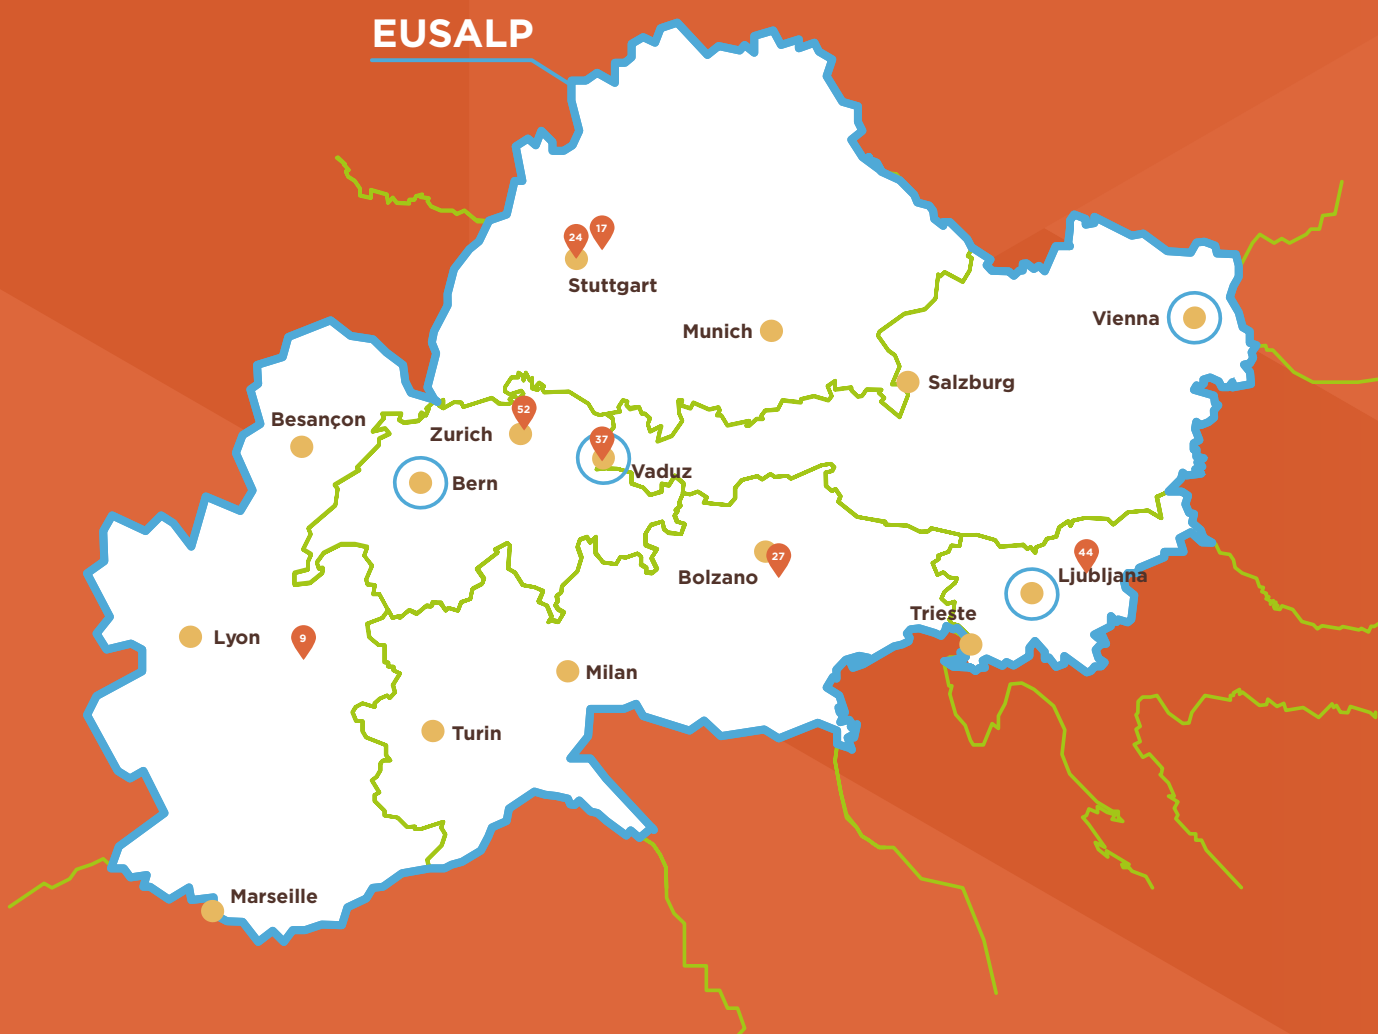 EUSALP
24
17
Stuttgart
Vienna
Munich
Salzburg
52
Besançon
Zurich
37
Vaduz
Bern
44
27
Bolzano
Ljubljana
Trieste
Lyon
9
Milan
Turin
Marseille